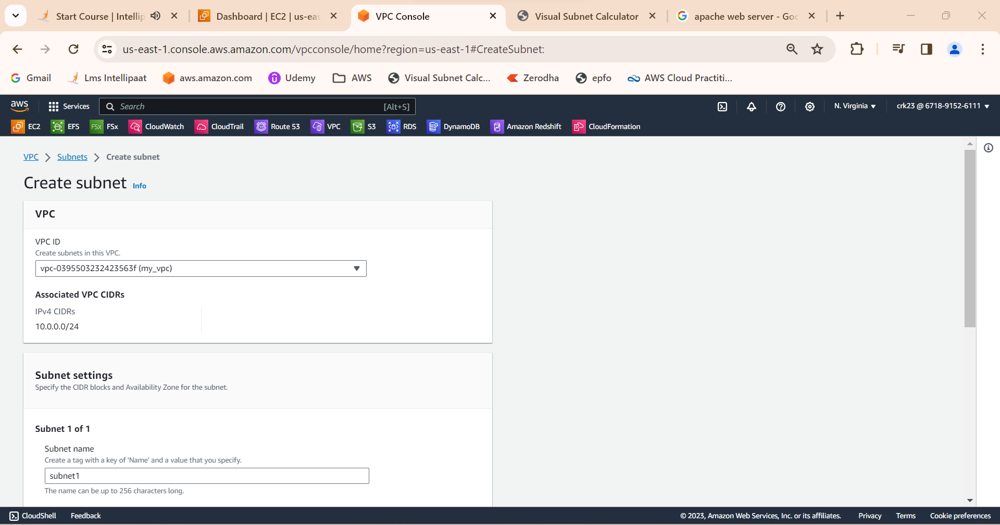 Start Course | Intellip
Dashboard | EC2 | us-eas
VPC Console
Visual Subnet Calculator
apache web server - Goo
us-east-1.console.aws.amazon.com/vpcconsole/home?region=us-east-1#CreateSubnet:
Gmail
Lms Intellipaat
aws.amazon.com
Udemy
AWS
Visual Subnet Calc...
Zerodha
epfo
AWS Cloud Practiti...
aws
Services
Search
[Alt+S]
N. Virginia
crk23 @ 6718-9152-6111
EC2
EFS
FSx
FSx
CloudWatch
CloudTrail
Route 53
VPC
S3
RDS
DynamoDB
Amazon Redshift
CloudFormation
VPC
Subnets
Create subnet
Create subnet Info
VPC
VPC ID
Create subnets in this VPC.
vpc-0395503232423563f (my_vpc)
Associated VPC CIDRs
IPv4 CIDRs
10.0.0.0/24
Subnet settings
Specify the CIDR blocks and Availability Zone for the subnet.
Subnet 1 of 1
Subnet name
Create a tag with a key of 'Name' and a value that you specify.
subnet1
The name can be up to 256 characters long.
CloudShell
Feedback
© 2023, Amazon Web Services, Inc. or its affiliates.
Privacy
Terms
Cookie preferences